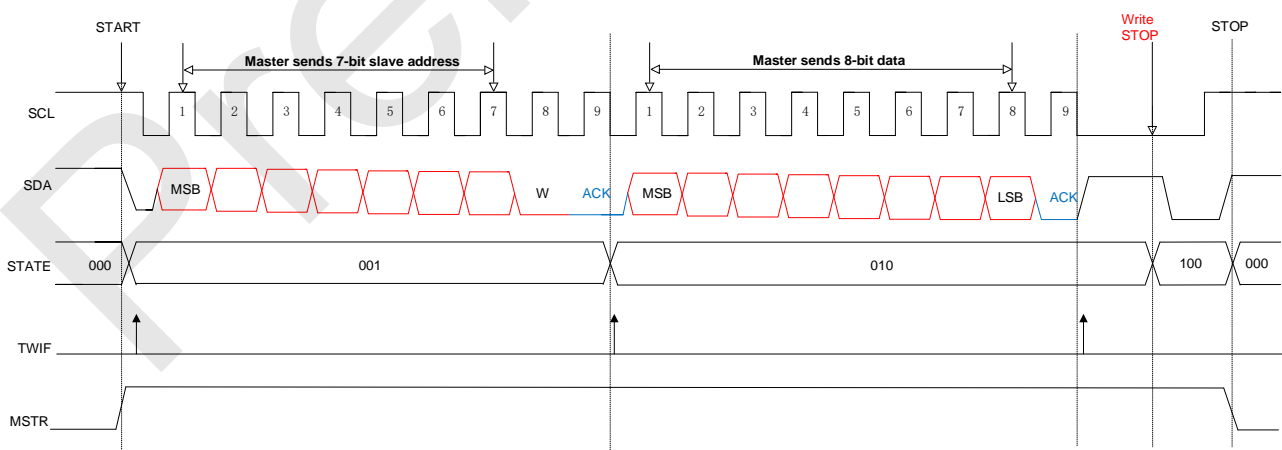 START
Write
STOP
STOP
Master sends 7-bit slave address
Master sends 8-bit data
SCL
1 2 3 4 5 6 7 8 9 1 2 3 4 5 6 7 8 9
SDA
MSB W ACK MSB LSB ACK
STATE 000 001 010 100 000
TWIF
MSTR